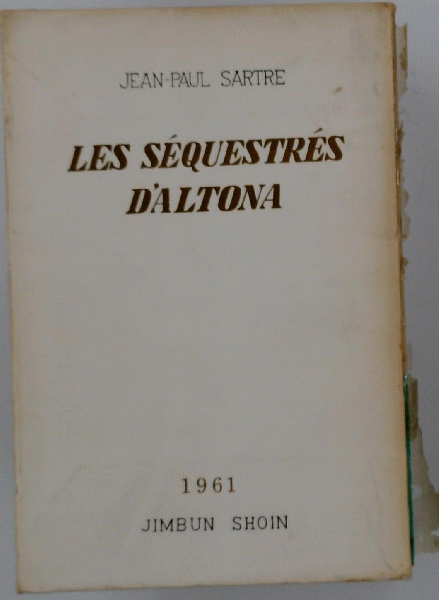 JEAN-PAUL SARTRE
LES SÉQUESTRÉS
D'ALTONA
1961
JIMBUN SHOIN